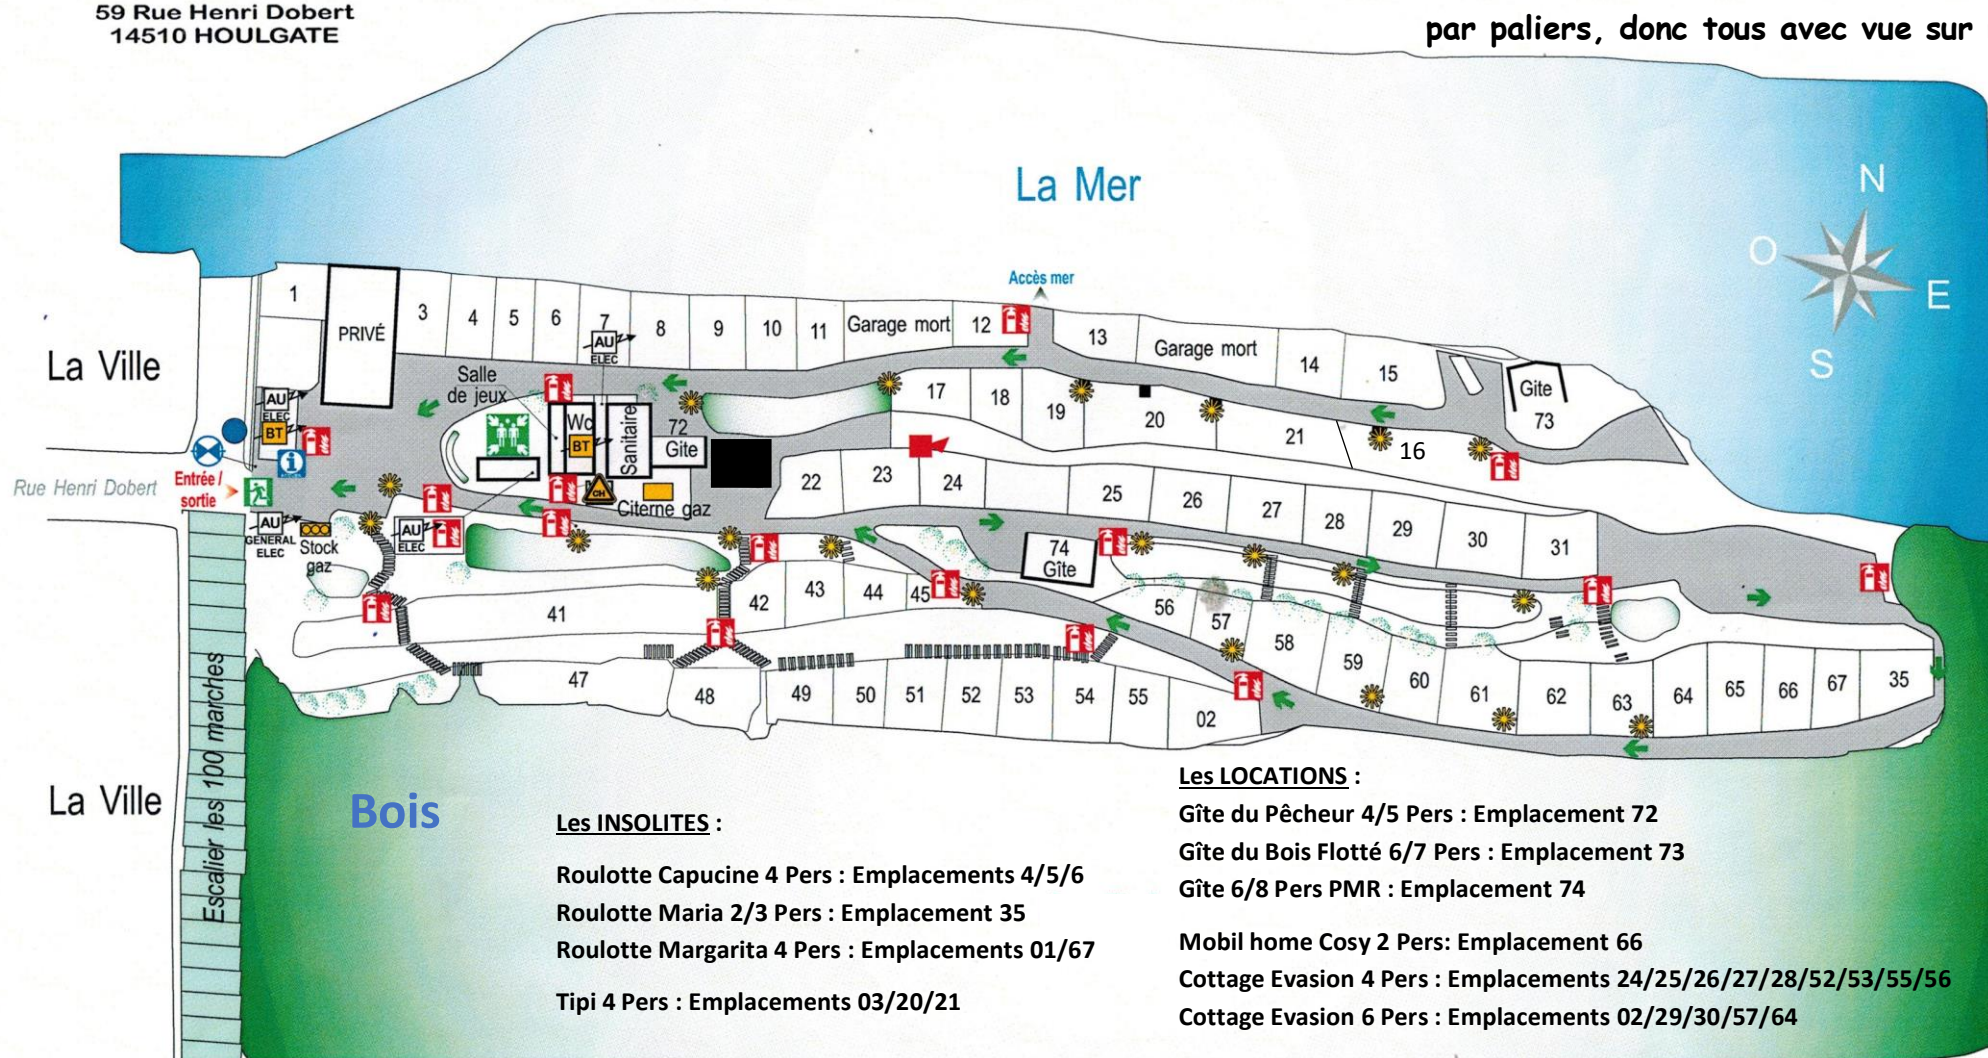 59 Rue Henri Dobert
14510 HOULGATE
par paliers, donc tous avec vue sur
La Mer
N
O
E
S
Accès mer
1
PRIVÉ
3
4
5
6
7
8
9
10
11
Garage mort
12
13
Garage mort
14
15
Gite
73
AU
ELEC
La Ville
Salle
de jeux
Wc
BT
Sanitaire
72
Gite
17
18
19
20
21
16
AU
ELEC
BT
i
Entrée /
sortie
Rue Henri Dobert
CH
Citerne gaz
22
23
24
25
26
27
28
29
30
31
AU
GENERAL
ELEC
Stock
gaz
AU
ELEC
74
Gîte
41
42
43
44
45
56
57
58
59
60
61
62
63
64
65
66
67
35
47
48
49
50
51
52
53
54
55
02
La Ville
Escalier les 100 marches
Bois
Les INSOLITES :
Roulotte Capucine 4 Pers : Emplacements 4/5/6
Roulotte Maria 2/3 Pers : Emplacement 35
Roulotte Margarita 4 Pers : Emplacements 01/67
Tipi 4 Pers : Emplacements 03/20/21
Les LOCATIONS :
Gîte du Pêcheur 4/5 Pers : Emplacement 72
Gîte du Bois Flotté 6/7 Pers : Emplacement 73
Gîte 6/8 Pers PMR : Emplacement 74
Mobil home Cosy 2 Pers: Emplacement 66
Cottage Evasion 4 Pers : Emplacements 24/25/26/27/28/52/53/55/56
Cottage Evasion 6 Pers : Emplacements 02/29/30/57/64